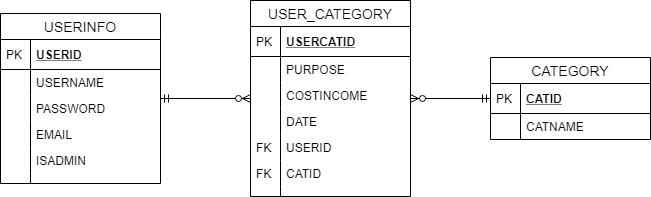 USERINFO
PK USERID
USERNAME
PASSWORD
EMAIL
ISADMIN
USER_CATEGORY
PK USERCATID
PURPOSE
COSTINCOME
DATE
FK USERID
FK CATID
CATEGORY
PK CATID
CATNAME